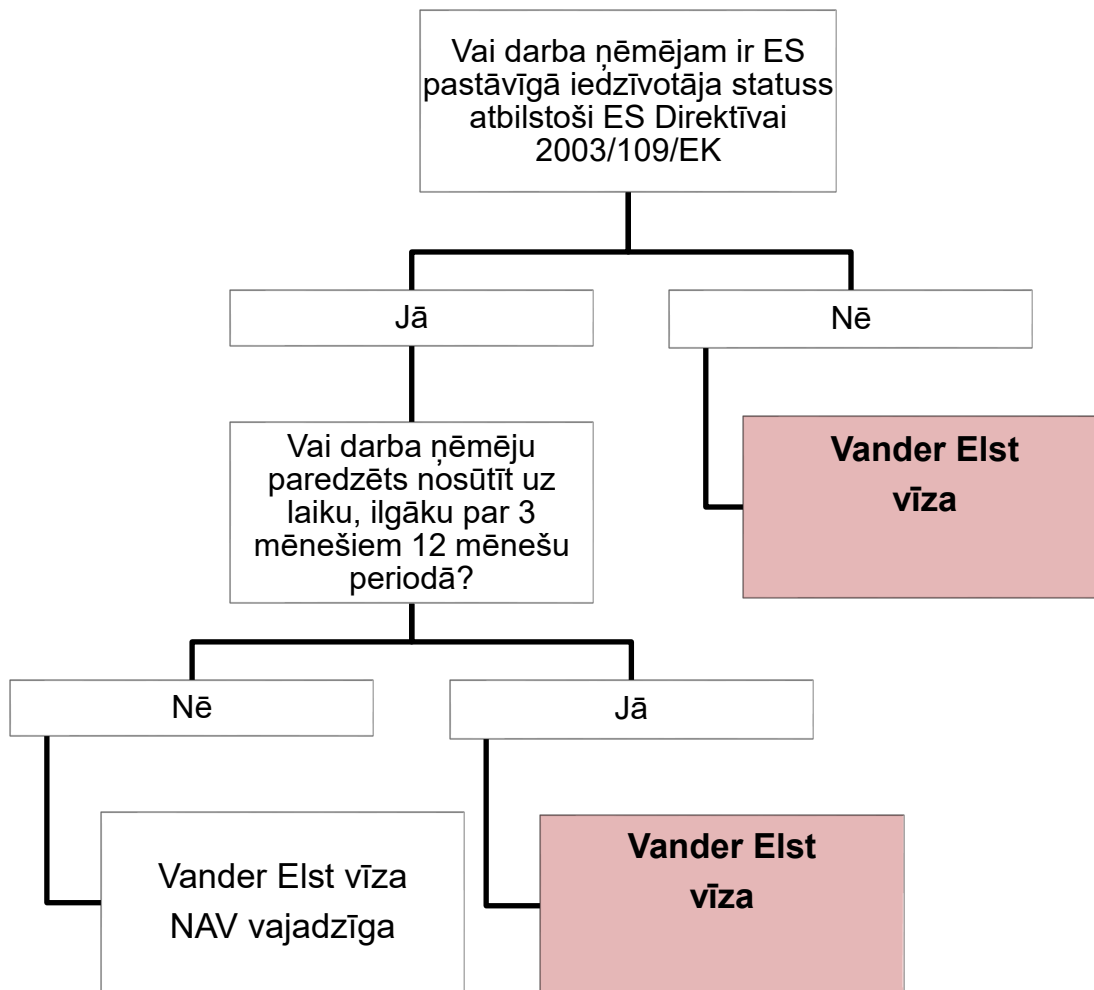 Vai darba ņēmējam ir ES
pastāvīgā iedzīvotāja statuss
atbilstoši ES Direktīvai
2003/109/EK
Jā
Nē
Vai darba ņēmēju
paredzēts nosūtīt uz
laiku, ilgāku par 3
mēnešiem 12 mēnešu
periodā?
Vander Elst
vīza
Nē
Jā
Vander Elst vīza
NAV vajadzīga
Vander Elst
vīza